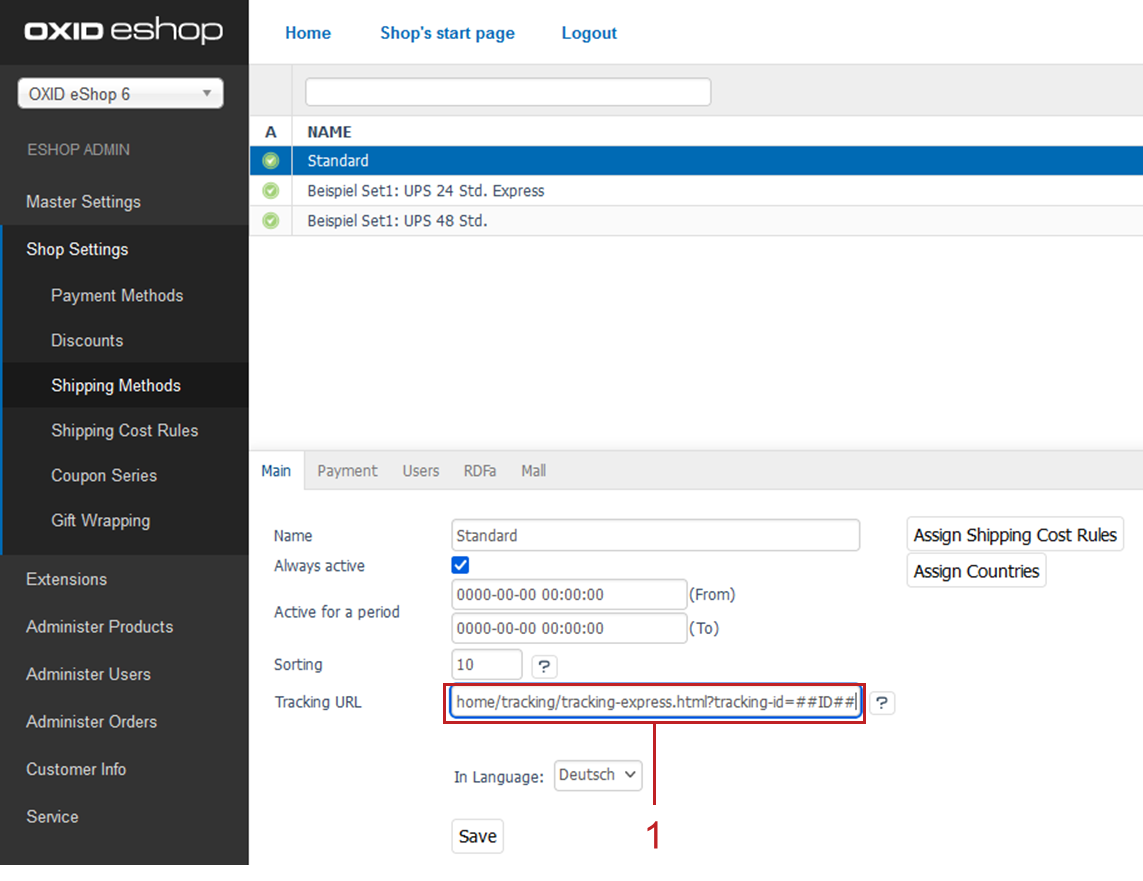 OXID eshop
Home Shop's start page Logout
OXID eShop 6
ESHOP ADMIN
Master Settings
Shop Settings
Payment Methods
Discounts
Shipping Methods
Shipping Cost Rules
Coupon Series
Gift Wrapping
Extensions
Administer Products
Administer Users
Administer Orders
Customer Info
Service
A NAME
Standard
Beispiel Set1: UPS 24 Std. Express
Beispiel Set1: UPS 48 Std.
Main Payment Users RDFa Mall
Name Standard Assign Shipping Cost Rules
Always active Assign Countries
Active for a period 0000-00-00 00:00:00 (From)
0000-00-00 00:00:00 (To)
Sorting 10 ?
Tracking URL home/tracking/tracking-express.html?tracking-id=##ID## ?
In Language: Deutsch
Save
1